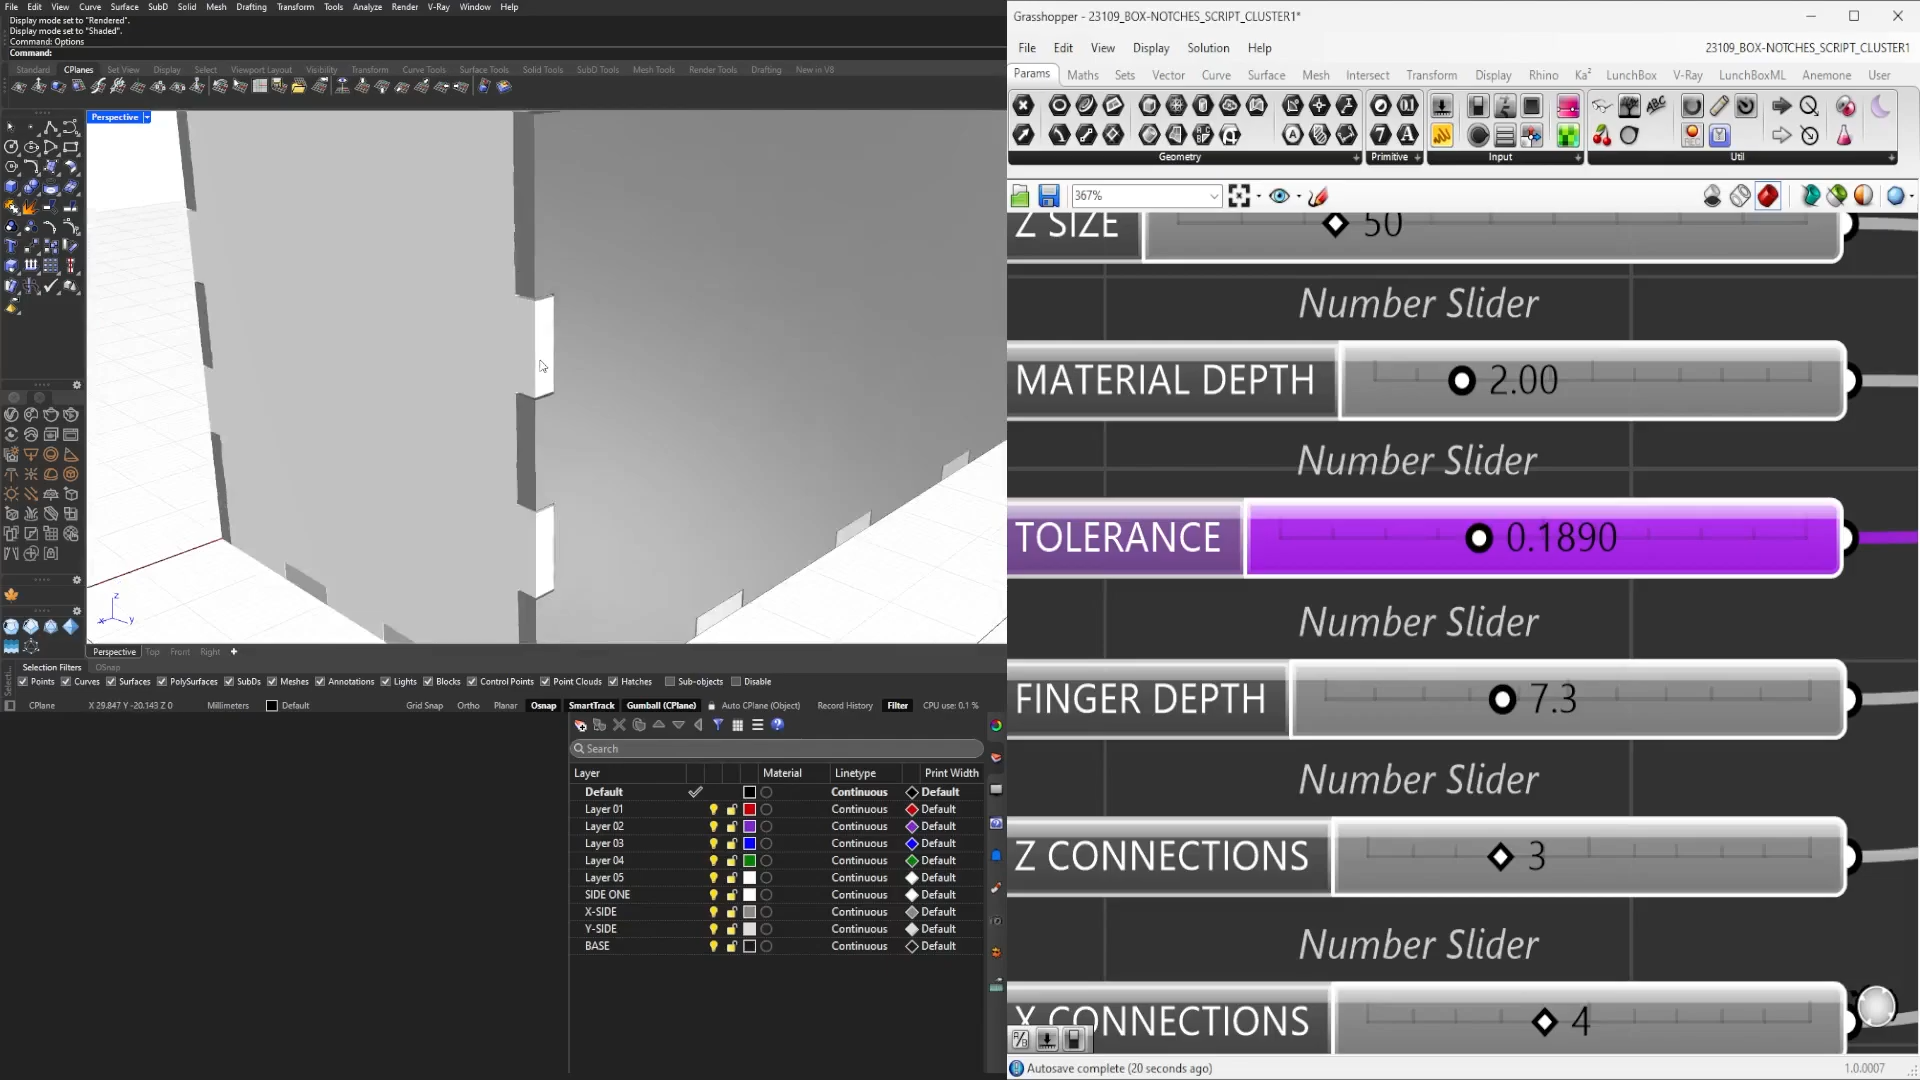 File Edit View Curve Surface SubD Solid Mesh Drafting Transform Tools Analyze Render V-Ray Window Help
Display mode set to "Rendered".
Display mode set to "Shaded".
Command: Options
Command:
Standard CPlanes Set View Display Select Viewport Layout Visibility Transform Curve Tools Surface Tools Solid Tools SubD Tools Mesh Tools Render Tools Drafting New in V8
Perspective
z
x y
Perspective Top Front Right
Selection Filters OSnap
Points Curves Surfaces PolySurfaces SubDs Meshes Annotations Lights Blocks Control Points Point Clouds Hatches Sub-objects Disable
CPlane X 29.847 Y -20.143 Z 0 Millimeters Default Grid Snap Ortho Planar Osnap SmartTrack Gumball (CPlane) Auto CPlane (Object) Record History Filter CPU use: 0.1 %
Search
Layer Material Linetype Print Width
Default Continuous Default
Layer 01 Continuous Default
Layer 02 Continuous Default
Layer 03 Continuous Default
Layer 04 Continuous Default
Layer 05 Continuous Default
SIDE ONE Continuous Default
X-SIDE Continuous Default
Y-SIDE Continuous Default
BASE Continuous Default
Grasshopper - 23109_BOX-NOTCHES_SCRIPT_CLUSTER1*
File Edit View Display Solution Help 23109_BOX-NOTCHES_SCRIPT_CLUSTER1
Params Maths Sets Vector Curve Surface Mesh Intersect Transform Display Rhino Ka² LunchBox V-Ray LunchBoxML Anemone User
Geometry Primitive Input Util
367%
Z SIZE 50
Number Slider
MATERIAL DEPTH 2.00
Number Slider
TOLERANCE 0.1890
Number Slider
FINGER DEPTH 7.3
Number Slider
Z CONNECTIONS 3
Number Slider
X CONNECTIONS 4
Autosave complete (20 seconds ago) 1.0.0007